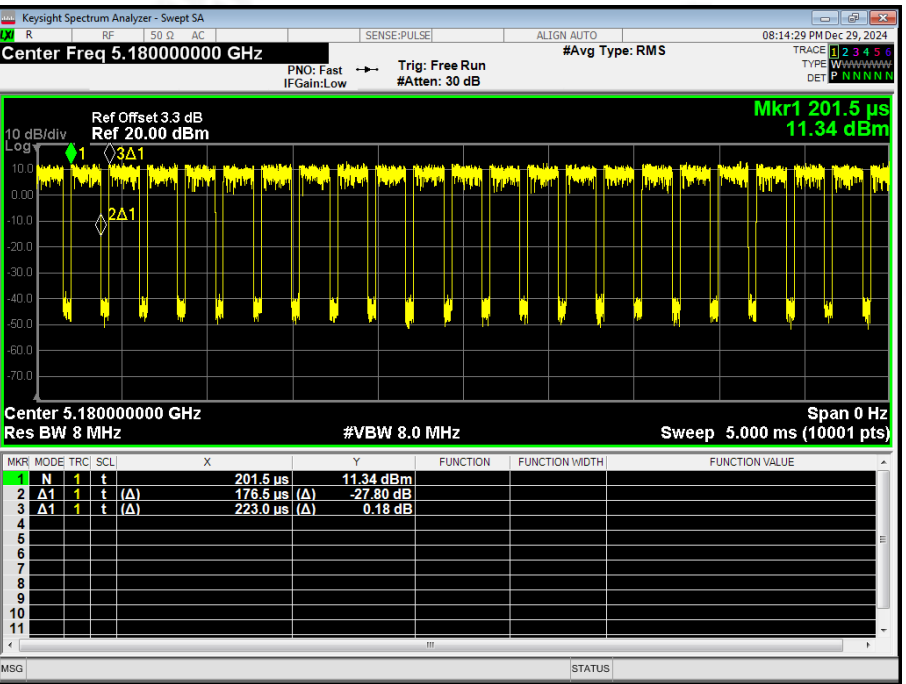 Keysight Spectrum Analyzer - Swept SA
LXI R RF 50 Ω AC SENSE:PULSE ALIGN AUTO 08:14:29 PM Dec 29, 2024
Center Freq 5.180000000 GHz #Avg Type: RMS TRACE 1 2 3 4 5 6
PNO: Fast Trig: Free Run TYPE WWWWWW
IFGain:Low #Atten: 30 dB DET P N N N N N
Mkr1 201.5 µs
Ref Offset 3.3 dB
10 dB/div Ref 20.00 dBm 11.34 dBm
Log
1 3Δ1
10.0
0.00
2Δ1
-10.0
-20.0
-30.0
-40.0
-50.0
-60.0
-70.0
Center 5.180000000 GHz Span 0 Hz
Res BW 8 MHz #VBW 8.0 MHz Sweep 5.000 ms (10001 pts)
MKR MODE TRC SCL X Y FUNCTION FUNCTION WIDTH FUNCTION VALUE
1 N 1 t 201.5 µs 11.34 dBm
2 Δ1 1 t (Δ) 176.5 µs (Δ) -27.80 dB
3 Δ1 1 t (Δ) 223.0 µs (Δ) 0.18 dB
4
5
6
7
8
9
10
11
MSG STATUS